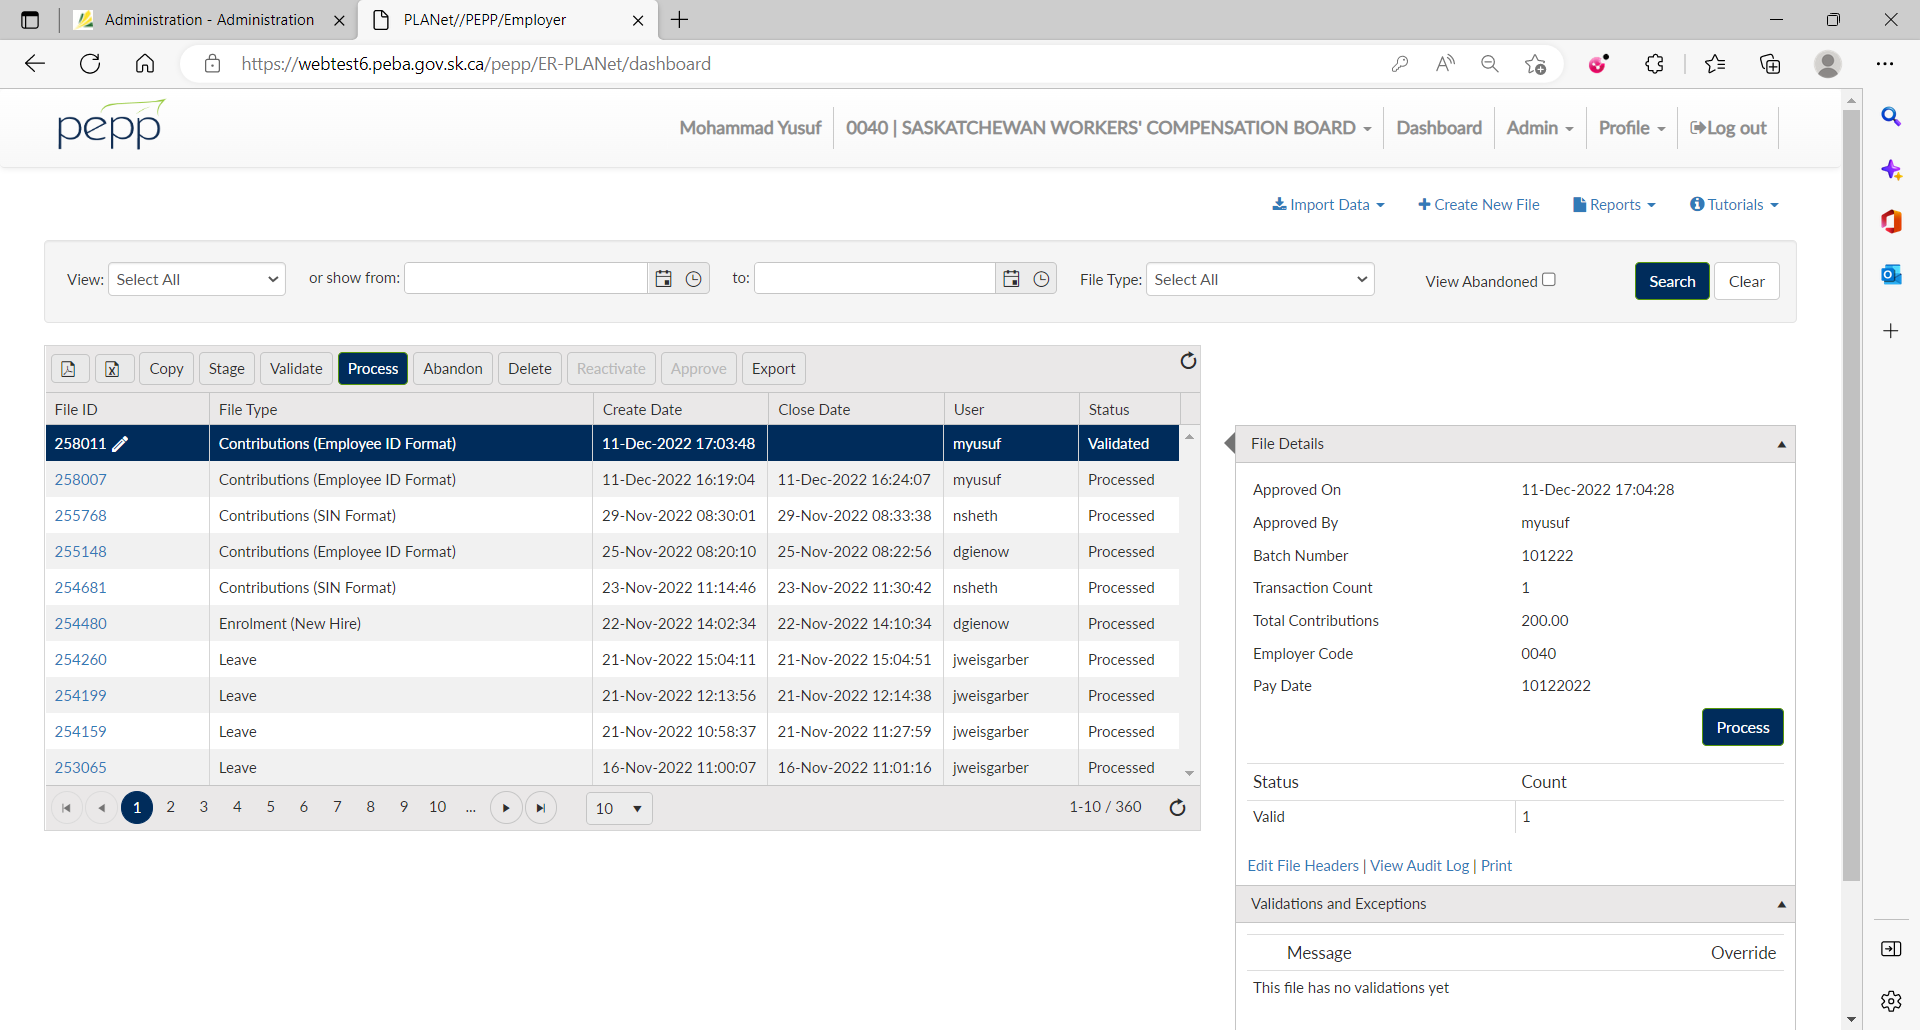 Administration - Administration
PLANet//PEPP/Employer
https://webtest6.peba.gov.sk.ca/pepp/ER-PLANet/dashboard
pepp
Mohammad Yusuf
0040 | SASKATCHEWAN WORKERS' COMPENSATION BOARD
Dashboard
Admin
Profile
Log out
Import Data
Create New File
Reports
Tutorials
View: Select All
or show from:
to:
File Type: Select All
View Abandoned
Search
Clear
Copy
Stage
Validate
Process
Abandon
Delete
Reactivate
Approve
Export
File ID File Type Create Date Close Date User Status
258011 Contributions (Employee ID Format) 11-Dec-2022 17:03:48 myusuf Validated
258007 Contributions (Employee ID Format) 11-Dec-2022 16:19:04 11-Dec-2022 16:24:07 myusuf Processed
255768 Contributions (SIN Format) 29-Nov-2022 08:30:01 29-Nov-2022 08:33:38 nsheth Processed
255148 Contributions (Employee ID Format) 25-Nov-2022 08:20:10 25-Nov-2022 08:22:56 dgienow Processed
254681 Contributions (SIN Format) 23-Nov-2022 11:14:46 23-Nov-2022 11:30:42 nsheth Processed
254480 Enrolment (New Hire) 22-Nov-2022 14:02:34 22-Nov-2022 14:10:34 dgienow Processed
254260 Leave 21-Nov-2022 15:04:11 21-Nov-2022 15:04:51 jweisgarber Processed
254199 Leave 21-Nov-2022 12:13:56 21-Nov-2022 12:14:38 jweisgarber Processed
254159 Leave 21-Nov-2022 10:58:37 21-Nov-2022 11:27:59 jweisgarber Processed
253065 Leave 16-Nov-2022 11:00:07 16-Nov-2022 11:01:16 jweisgarber Processed
1 2 3 4 5 6 7 8 9 10 ... 10 1-10 / 360
File Details
Approved On 11-Dec-2022 17:04:28
Approved By myusuf
Batch Number 101222
Transaction Count 1
Total Contributions 200.00
Employer Code 0040
Pay Date 10122022
Process
Status Count
Valid 1
Edit File Headers | View Audit Log | Print
Validations and Exceptions
Message Override
This file has no validations yet